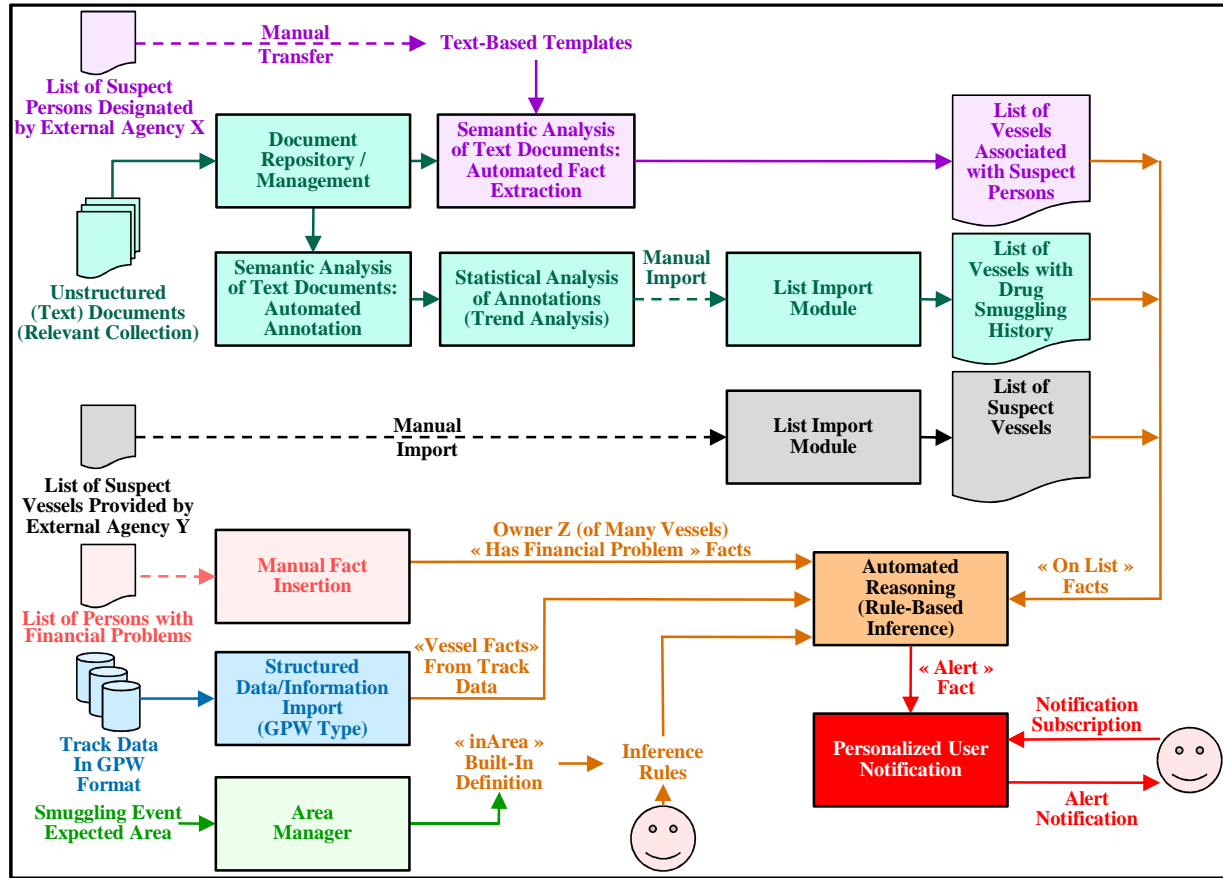 Manual
Transfer
Text-Based Templates
List of Suspect
Persons Designated
by External Agency X
Document
Repository /
Management
Semantic Analysis
of Text Documents:
Automated Fact
Extraction
List of
Vessels
Associated
with Suspect
Persons
Unstructured
(Text) Documents
(Relevant Collection)
Semantic Analysis
of Text Documents:
Automated
Annotation
Statistical Analysis
of Annotations
(Trend Analysis)
Manual
Import
List Import
Module
List of
Vessels with
Drug
Smuggling
History
List of Suspect
Vessels Provided by
External Agency Y
Manual
Import
List Import
Module
List of
Suspect
Vessels
List of Persons with
Financial Problems
Manual Fact
Insertion
Owner Z (of Many Vessels)
« Has Financial Problem » Facts
Automated
Reasoning
(Rule-Based
Inference)
« On List »
Facts
Track Data
In GPW
Format
Structured
Data/Information
Import
(GPW Type)
«Vessel Facts»
From Track
Data
« Alert »
Fact
Smuggling Event
Expected Area
Area
Manager
« inArea »
Built-In
Definition
Inference
Rules
Personalized User
Notification
Notification
Subscription
Alert
Notification